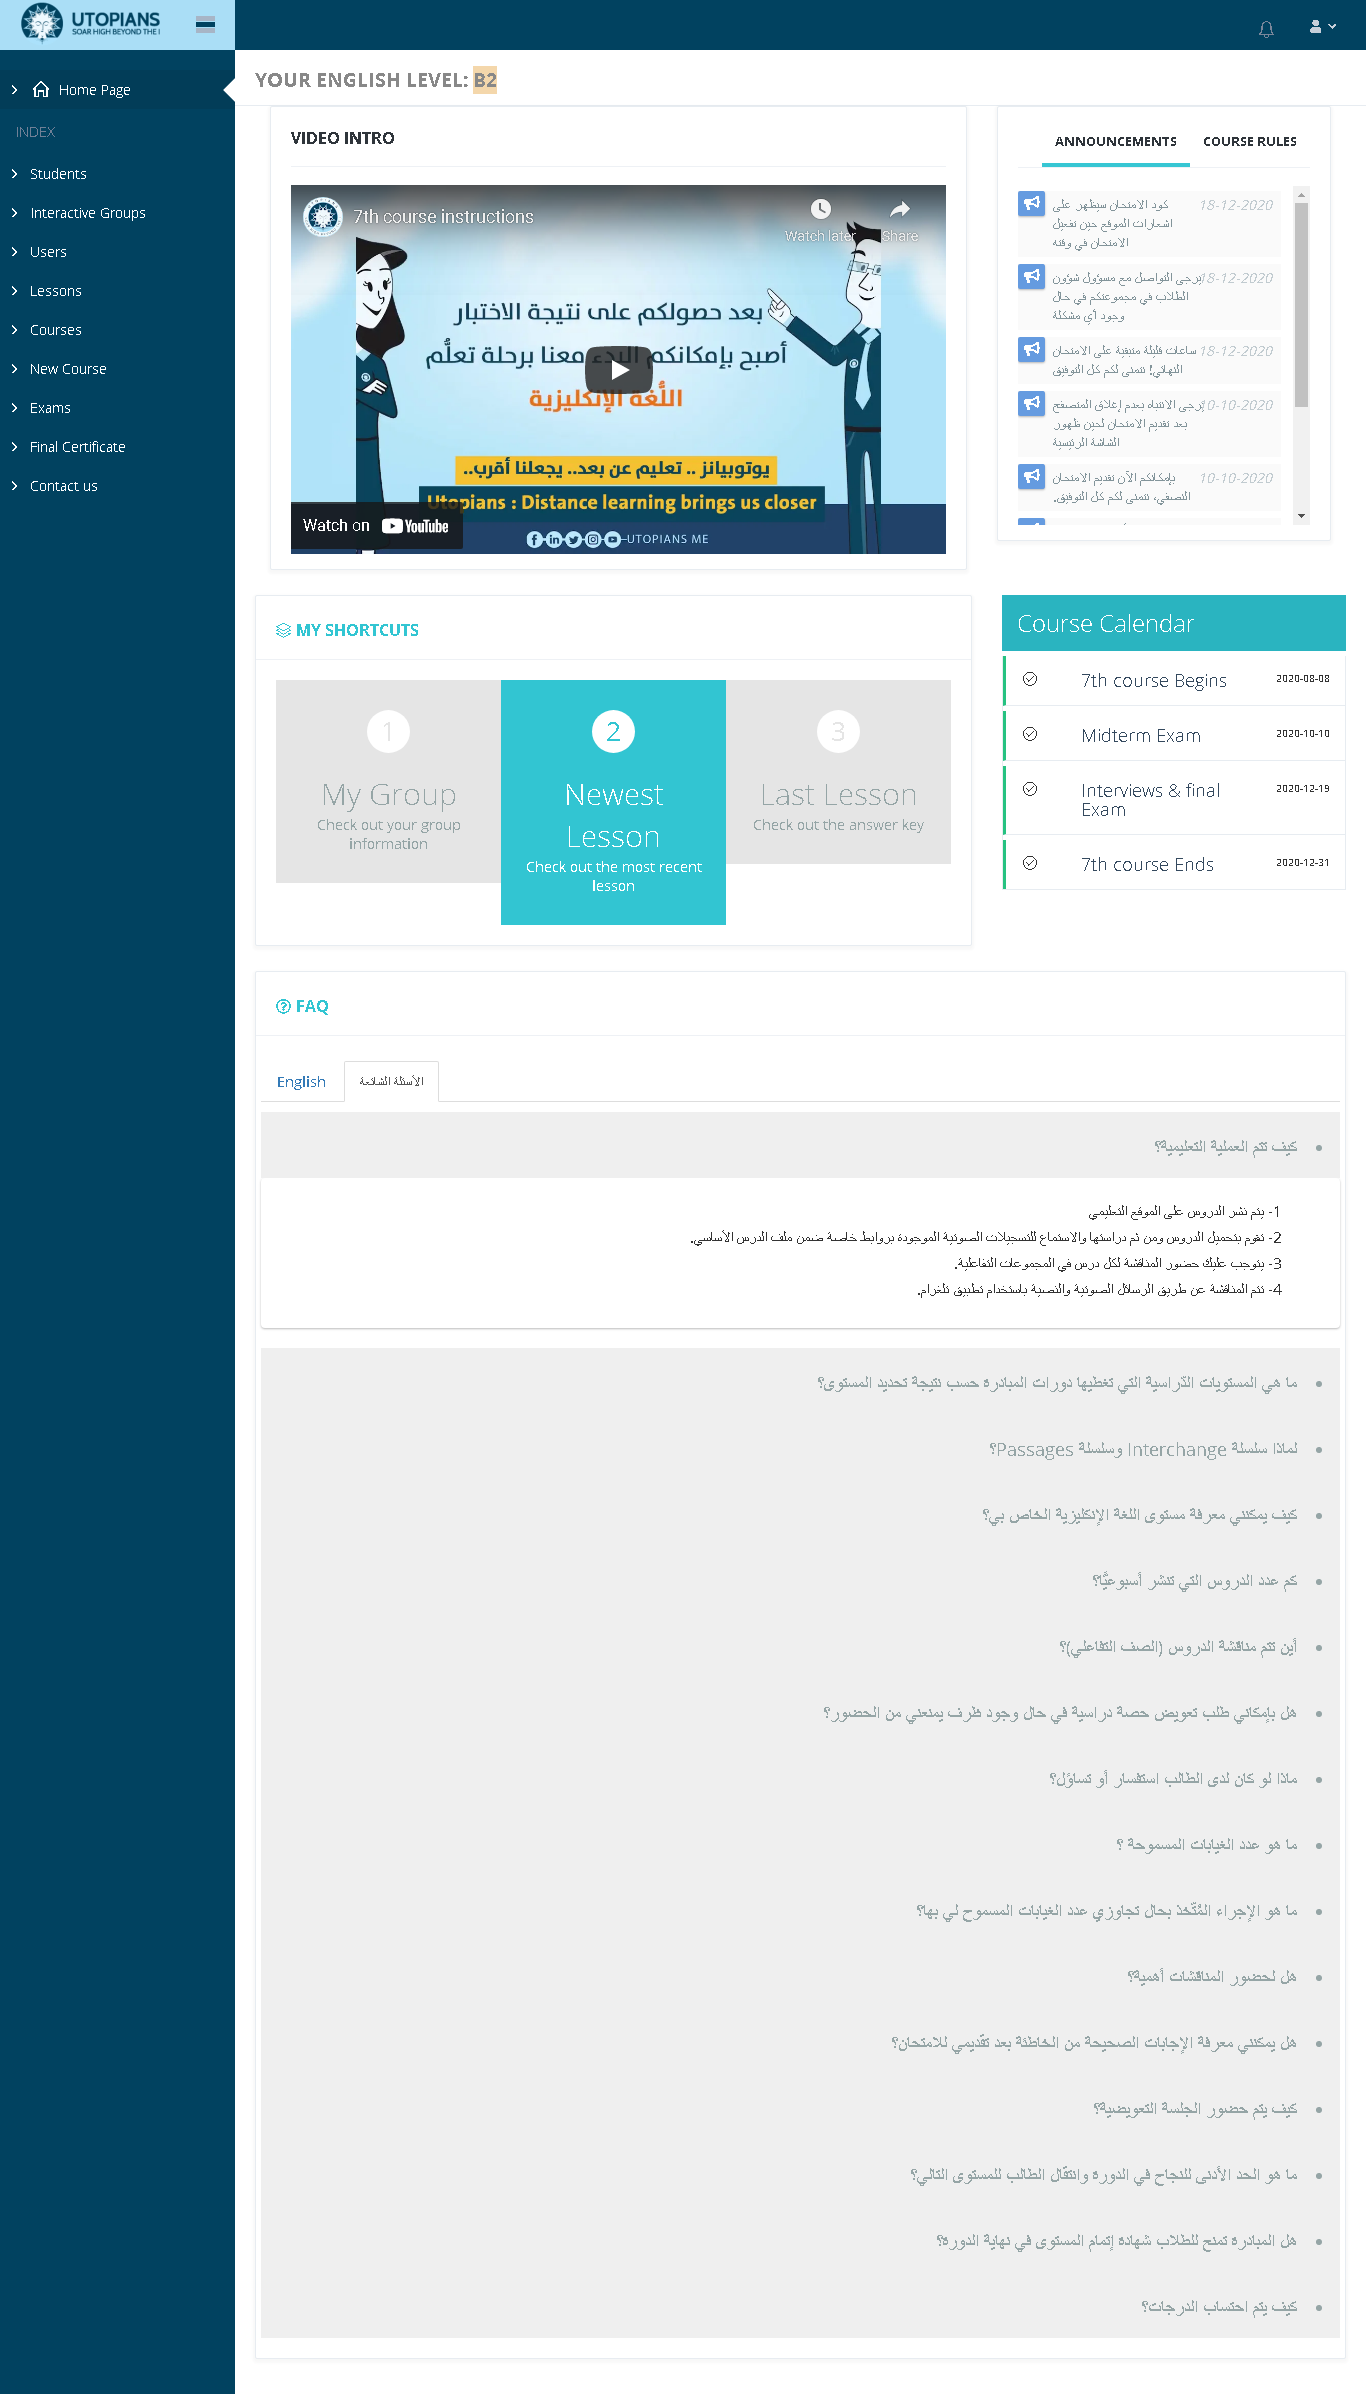 UTOPIANS
SOAR HIGH BEYOND THE
Home Page
INDEX
Students
Interactive Groups
Users
Lessons
Courses
New Course
Exams
Final Certificate
Contact us
YOUR ENGLISH LEVEL: B2
VIDEO INTRO
7th course instructions
Watch later
Share
بعد حصولكم على نتيجة الاختبار
أصبح بإمكانكم البدء معنا برحلة تعلُّم
اللُّغة الإنكليزية
يوتوبيانز .. تعليم عن بعد.. يجعلنا أقرب..
Utopians : Distance learning brings us closer
Watch on YouTube
UTOPIANS ME
ANNOUNCEMENTS
COURSE RULES
كود الامتحان سيظهر على 18-12-2020
اشعارات الموقع حين تفعيل
الامتحان في وقته
يرجى التواصل مع مسؤول شؤون 18-12-2020
الطلاب في مجموعتكم في حال
وجود أي مشكلة
ساعات قليلة متبقية على الامتحان 18-12-2020
النهائي! نتمنى لكم كل التوفيق
يرجى الانتباه بعدم إغلاق المتصفح 10-10-2020
بعد تقديم الامتحان لحين ظهور
الشاشة الرئيسية
بإمكانكم الآن تقديم الامتحان 10-10-2020
النصفي، نتمنى لكم كل التوفيق.
MY SHORTCUTS
1
My Group
Check out your group
information
2
Newest
Lesson
Check out the most recent
lesson
3
Last Lesson
Check out the answer key
Course Calendar
7th course Begins 2020-08-08
Midterm Exam 2020-10-10
Interviews & final 2020-12-19
Exam
7th course Ends 2020-12-31
FAQ
English
الأسئلة الشائعة
كيف تتم العملية التعليمية؟
1- يتم نشر الدروس على الموقع التعليمي
2- تقوم بتحميل الدروس ومن ثم دراستها والاستماع للتسجيلات الصوتية الموجودة بروابط خاصة ضمن ملف الدرس الأساسي.
3- يتوجب عليك حضور المناقشة لكل درس في المجموعات التفاعلية.
4- تتم المناقشة عن طريق الرسائل الصوتية والنصية باستخدام تطبيق تلغرام.
ما هي المستويات الدّراسية التي تغطيها دورات المبادرة حسب نتيجة تحديد المستوى؟
لماذا سلسلة Interchange وسلسلة Passages؟
كيف يمكنني معرفة مستوى اللغة الإنكليزية الخاص بي؟
كم عدد الدروس التي تنشر أسبوعيًّا؟
أين تتم مناقشة الدروس (الصف التفاعلي)؟
هل بإمكاني طلب تعويض حصة دراسية في حال وجود ظرف يمنعني من الحضور؟
ماذا لو كان لدى الطالب استفسار أو تساؤل؟
ما هو عدد الغيابات المسموحة ؟
ما هو الإجراء المُتّخذ بحال تجاوزي عدد الغيابات المسموح لي بها؟
هل لحضور المناقشات أهمية؟
هل يمكنني معرفة الإجابات الصحيحة من الخاطئة بعد تقّديمي للامتحان؟
كيف يتم حضور الجلسة التعويضية؟
ما هو الحد الأدنى للنجاح في الدورة وانتقّال الطالب للمستوى التالي؟
هل المبادرة تمنح للطلاب شهادة إتمام المستوى في نهاية الدورة؟
كيف يتم احتساب الدرجات؟